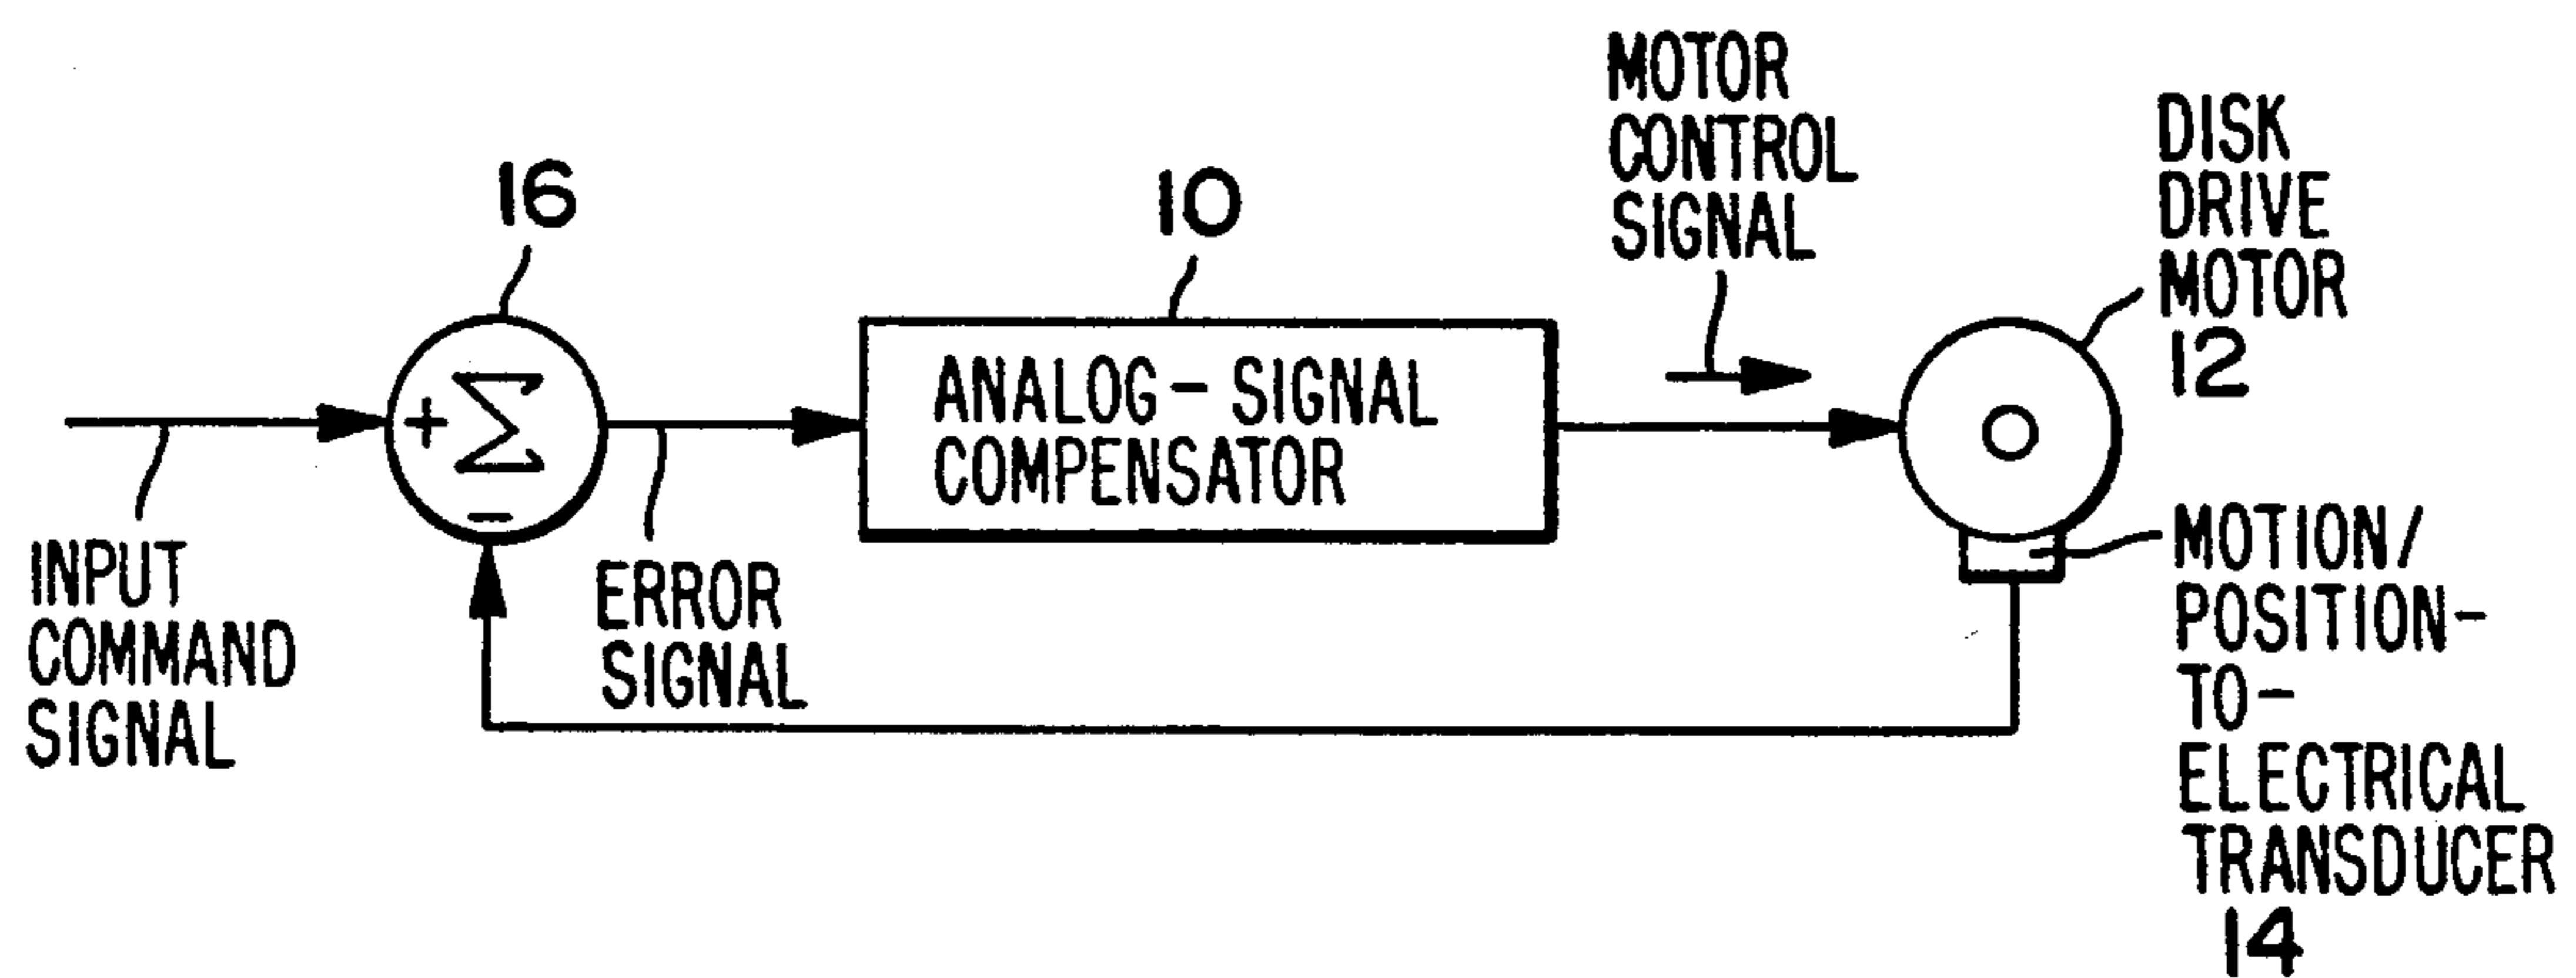 16
10
MOTOR
CONTROL
SIGNAL
DISK
DRIVE
MOTOR
12
+ Σ
−
ANALOG - SIGNAL
COMPENSATOR
INPUT
COMMAND
SIGNAL
ERROR
SIGNAL
MOTION/
POSITION-
TO-
ELECTRICAL
TRANSDUCER
14